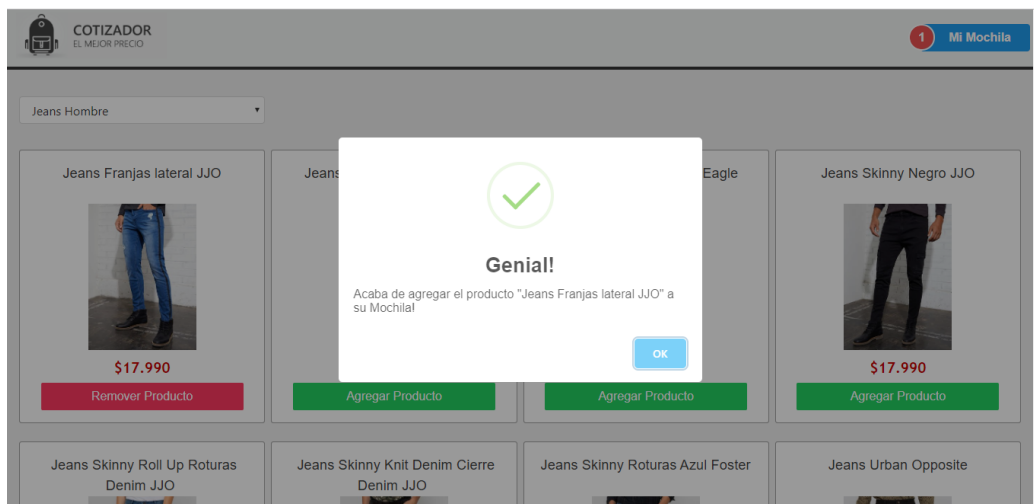 COTIZADOR
EL MEJOR PRECIO
1 Mi Mochila
Jeans Hombre
Jeans Franjas lateral JJO
Jeans
Eagle
Jeans Skinny Negro JJO
Genial!
Acaba de agregar el producto "Jeans Franjas lateral JJO" a
su Mochila!
OK
$17.990
$17.990
Remover Producto
Agregar Producto
Agregar Producto
Agregar Producto
Jeans Skinny Roll Up Roturas
Denim JJO
Jeans Skinny Knit Denim Cierre
Denim JJO
Jeans Skinny Roturas Azul Foster
Jeans Urban Opposite